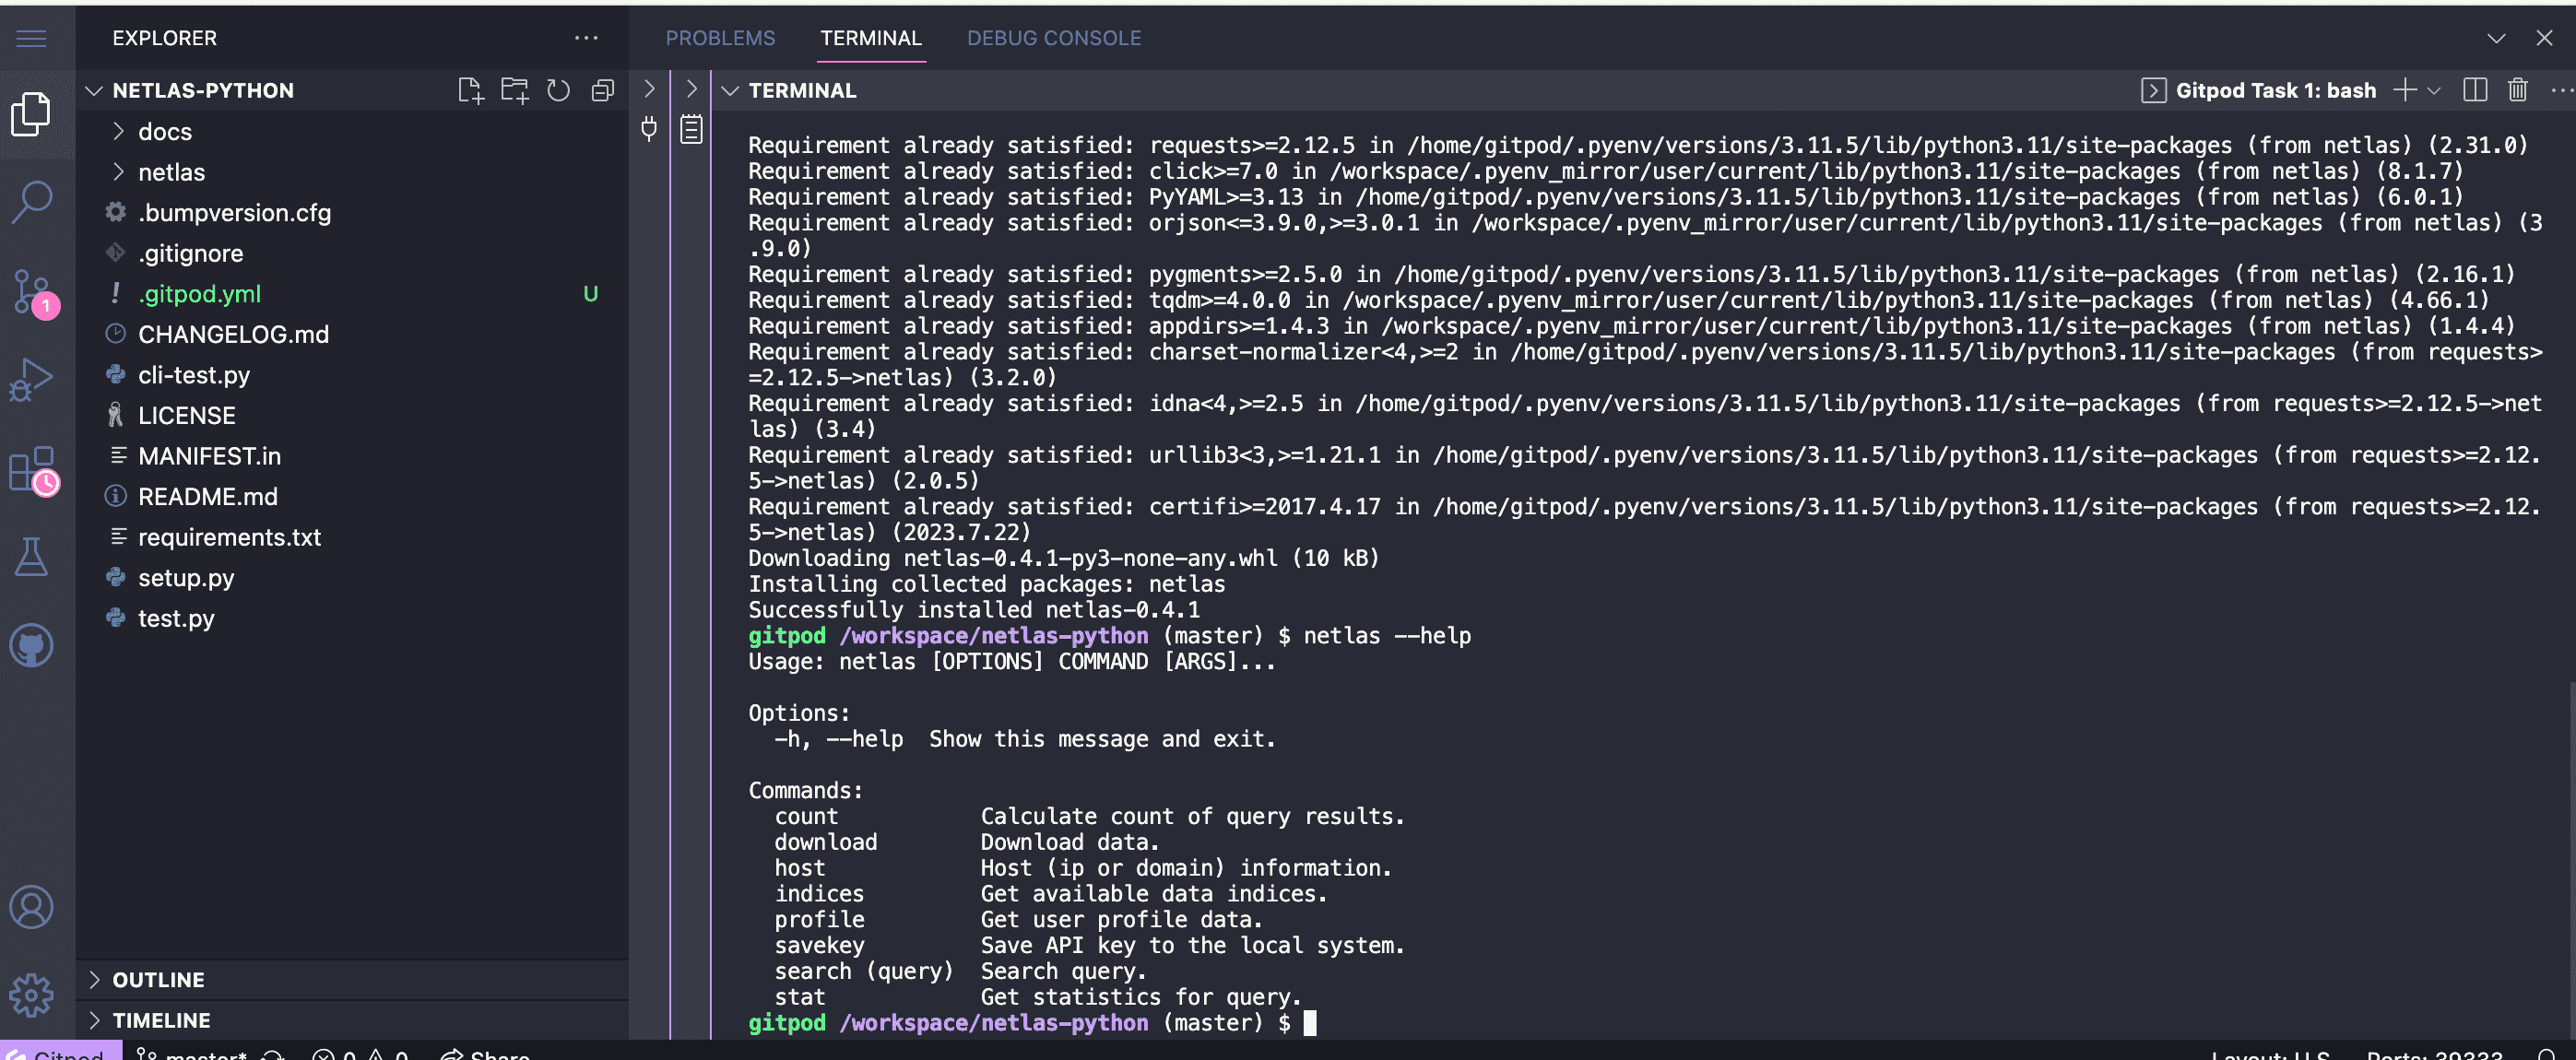 EXPLORER
PROBLEMS
TERMINAL
DEBUG CONSOLE
NETLAS-PYTHON
docs
netlas
.bumpversion.cfg
.gitignore
.gitpod.yml U
CHANGELOG.md
cli-test.py
LICENSE
MANIFEST.in
README.md
requirements.txt
setup.py
test.py
OUTLINE
TIMELINE
1
TERMINAL
Gitpod Task 1: bash
Requirement already satisfied: requests>=2.12.5 in /home/gitpod/.pyenv/versions/3.11.5/lib/python3.11/site-packages (from netlas) (2.31.0)
Requirement already satisfied: click>=7.0 in /workspace/.pyenv_mirror/user/current/lib/python3.11/site-packages (from netlas) (8.1.7)
Requirement already satisfied: PyYAML>=3.13 in /home/gitpod/.pyenv/versions/3.11.5/lib/python3.11/site-packages (from netlas) (6.0.1)
Requirement already satisfied: orjson<=3.9.0,>=3.0.1 in /workspace/.pyenv_mirror/user/current/lib/python3.11/site-packages (from netlas) (3
.9.0)
Requirement already satisfied: pygments>=2.5.0 in /home/gitpod/.pyenv/versions/3.11.5/lib/python3.11/site-packages (from netlas) (2.16.1)
Requirement already satisfied: tqdm>=4.0.0 in /workspace/.pyenv_mirror/user/current/lib/python3.11/site-packages (from netlas) (4.66.1)
Requirement already satisfied: appdirs>=1.4.3 in /workspace/.pyenv_mirror/user/current/lib/python3.11/site-packages (from netlas) (1.4.4)
Requirement already satisfied: charset-normalizer<4,>=2 in /home/gitpod/.pyenv/versions/3.11.5/lib/python3.11/site-packages (from requests>
=2.12.5->netlas) (3.2.0)
Requirement already satisfied: idna<4,>=2.5 in /home/gitpod/.pyenv/versions/3.11.5/lib/python3.11/site-packages (from requests>=2.12.5->net
las) (3.4)
Requirement already satisfied: urllib3<3,>=1.21.1 in /home/gitpod/.pyenv/versions/3.11.5/lib/python3.11/site-packages (from requests>=2.12.
5->netlas) (2.0.5)
Requirement already satisfied: certifi>=2017.4.17 in /home/gitpod/.pyenv/versions/3.11.5/lib/python3.11/site-packages (from requests>=2.12.
5->netlas) (2023.7.22)
Downloading netlas-0.4.1-py3-none-any.whl (10 kB)
Installing collected packages: netlas
Successfully installed netlas-0.4.1
gitpod /workspace/netlas-python (master) $ netlas --help
Usage: netlas [OPTIONS] COMMAND [ARGS]...
Options:
-h, --help Show this message and exit.
Commands:
count Calculate count of query results.
download Download data.
host Host (ip or domain) information.
indices Get available data indices.
profile Get user profile data.
savekey Save API key to the local system.
search (query) Search query.
stat Get statistics for query.
gitpod /workspace/netlas-python (master) $
Gitpod master* 0 0 Share
Layout: U.S. Ports: 39333